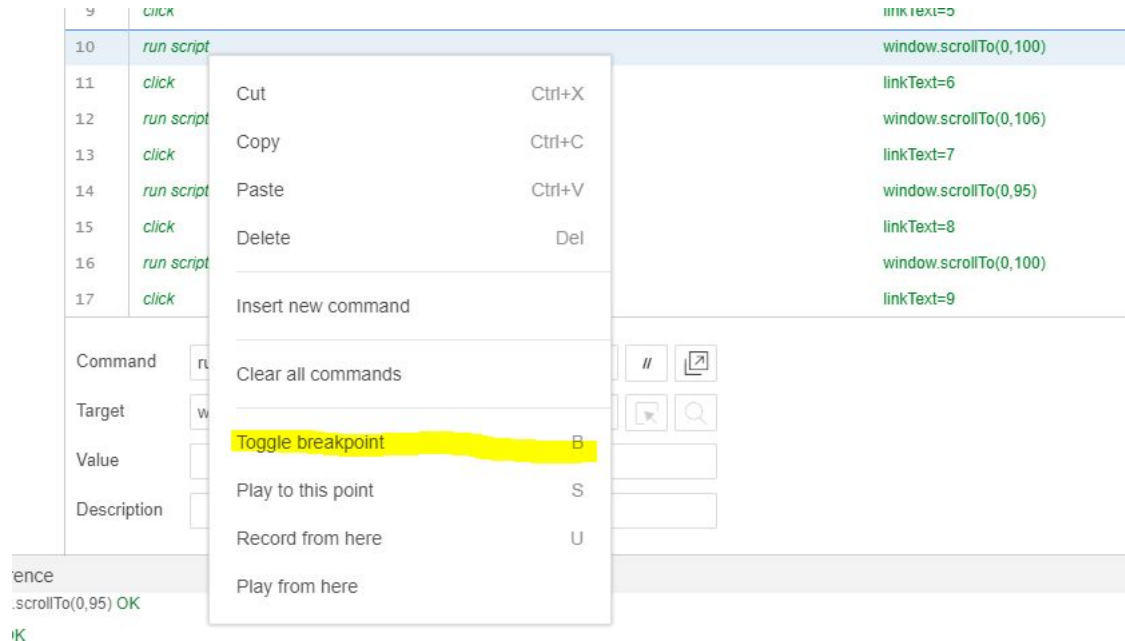 9 click linkText=5
10 run script window.scrollTo(0,100)
11 click linkText=6
12 run script window.scrollTo(0,106)
13 click linkText=7
14 run script window.scrollTo(0,95)
15 click linkText=8
16 run script window.scrollTo(0,100)
17 click linkText=9
Cut Ctrl+X
Copy Ctrl+C
Paste Ctrl+V
Delete Del
Insert new command
Clear all commands
Toggle breakpoint B
Play to this point S
Record from here U
Play from here
Command ru //
Target w
Value
Description
ence
.scrollTo(0,95) OK
OK